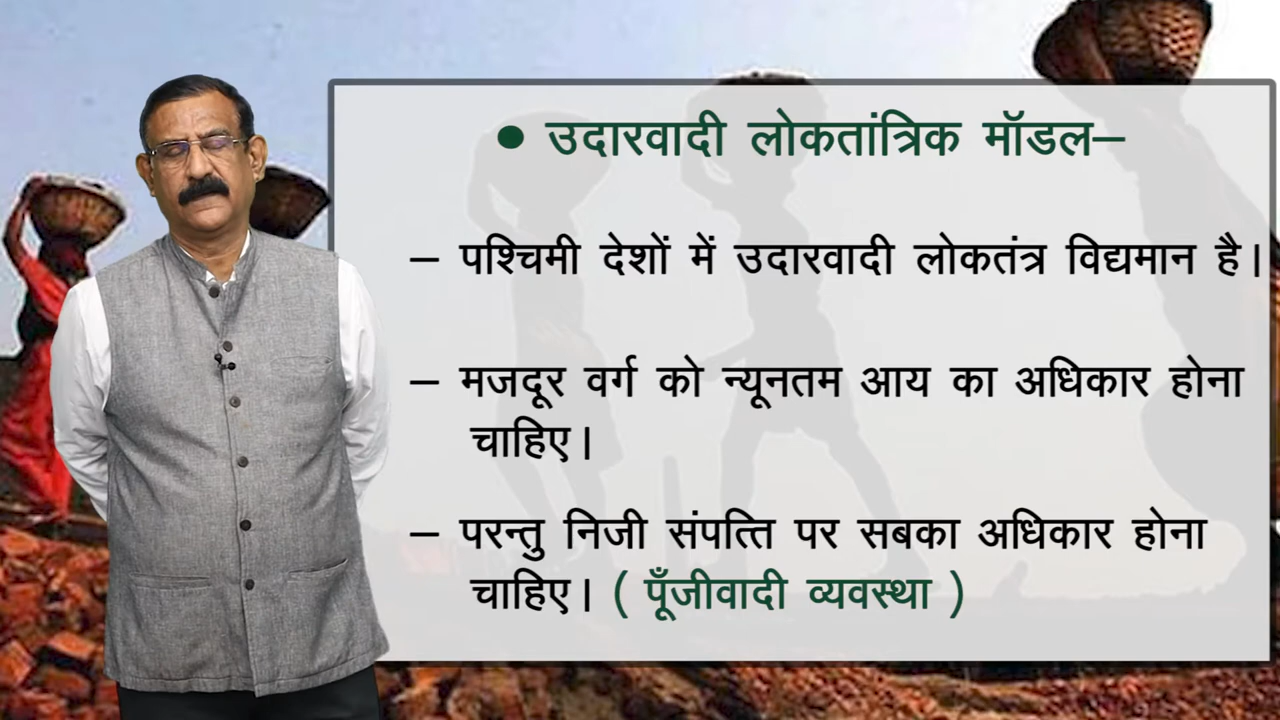 • उदारवादी लोकतांत्रिक मॉडल–
– पश्चिमी देशों में उदारवादी लोकतंत्र विद्यमान है।
– मजदूर वर्ग को न्यूनतम आय का अधिकार होना
चाहिए।
– परन्तु निजी संपत्ति पर सबका अधिकार होना
चाहिए। ( पूँजीवादी व्यवस्था )